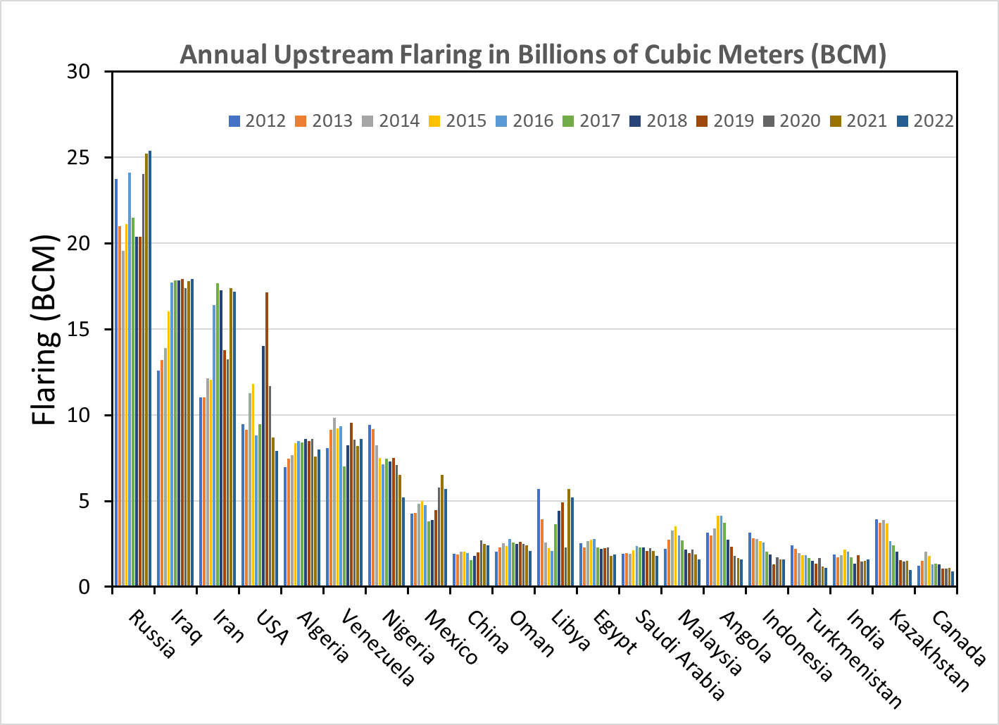 Annual Upstream Flaring in Billions of Cubic Meters (BCM)
30
2012 2013 2014 2015 2016 2017 2018 2019 2020 2021 2022
25
20
15
10
5
0
Flaring (BCM)
Russia
Iraq
Iran
USA
Algeria
Venezuela
Nigeria
Mexico
China
Oman
Libya
Egypt
Saudi Arabia
Malaysia
Angola
Indonesia
Turkmenistan
India
Kazakhstan
Canada